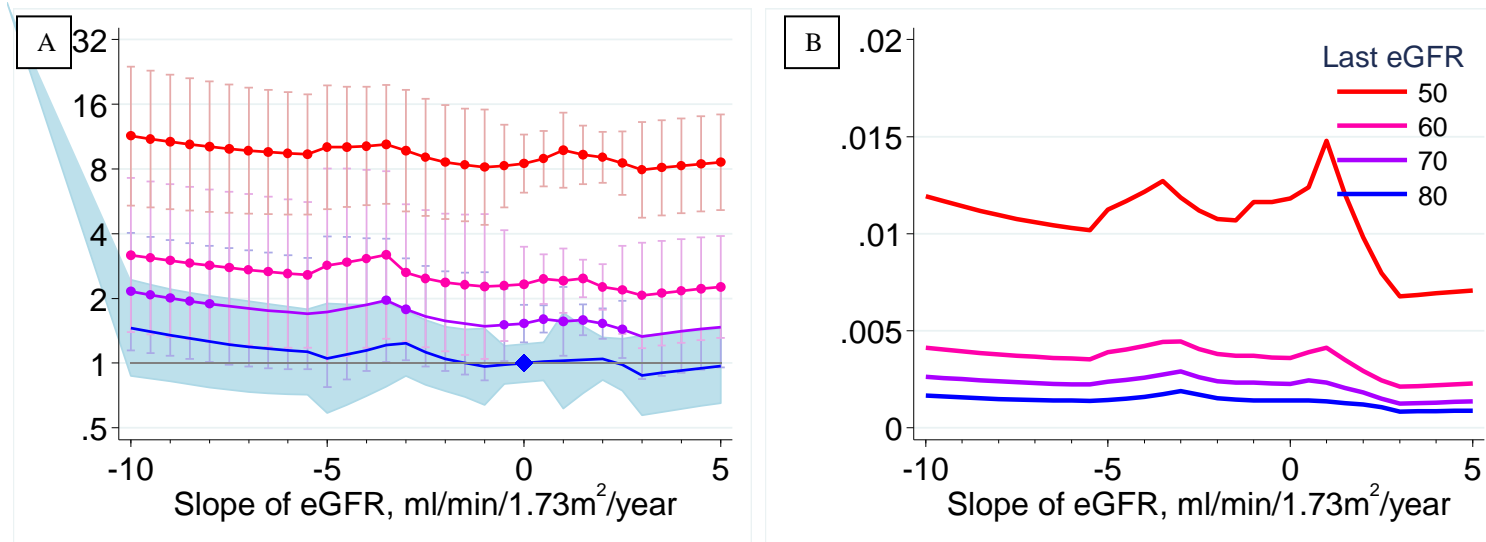 A
32
16
8
4
2
1
.5
-10 -5 0 5
Slope of eGFR, ml/min/1.73m²/year
B
.02
.015
.01
.005
0
Last eGFR
50
60
70
80
-10 -5 0 5
Slope of eGFR, ml/min/1.73m²/year